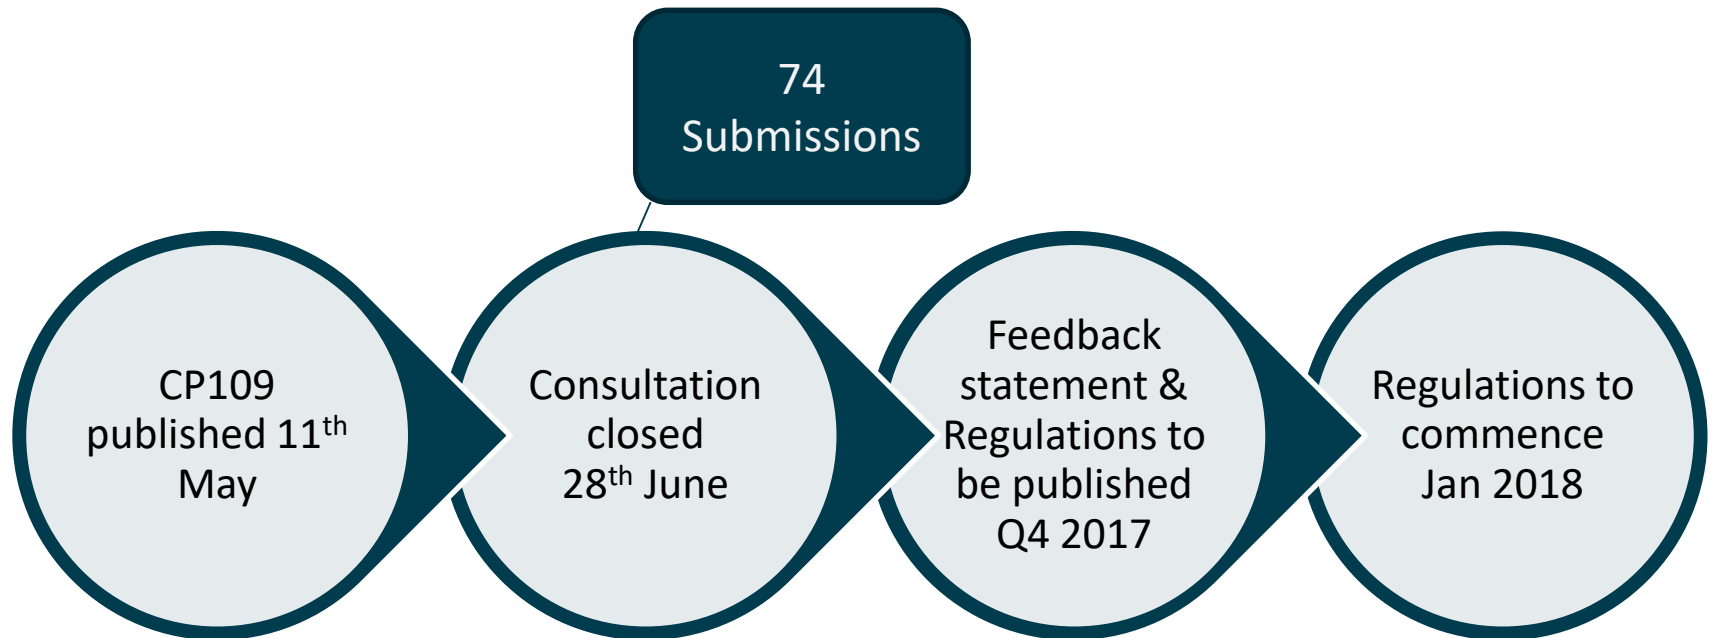 74
Submissions
CP109
published 11th
May
Consultation
closed
28th June
Feedback
statement &
Regulations to
be published
Q4 2017
Regulations to
commence
Jan 2018